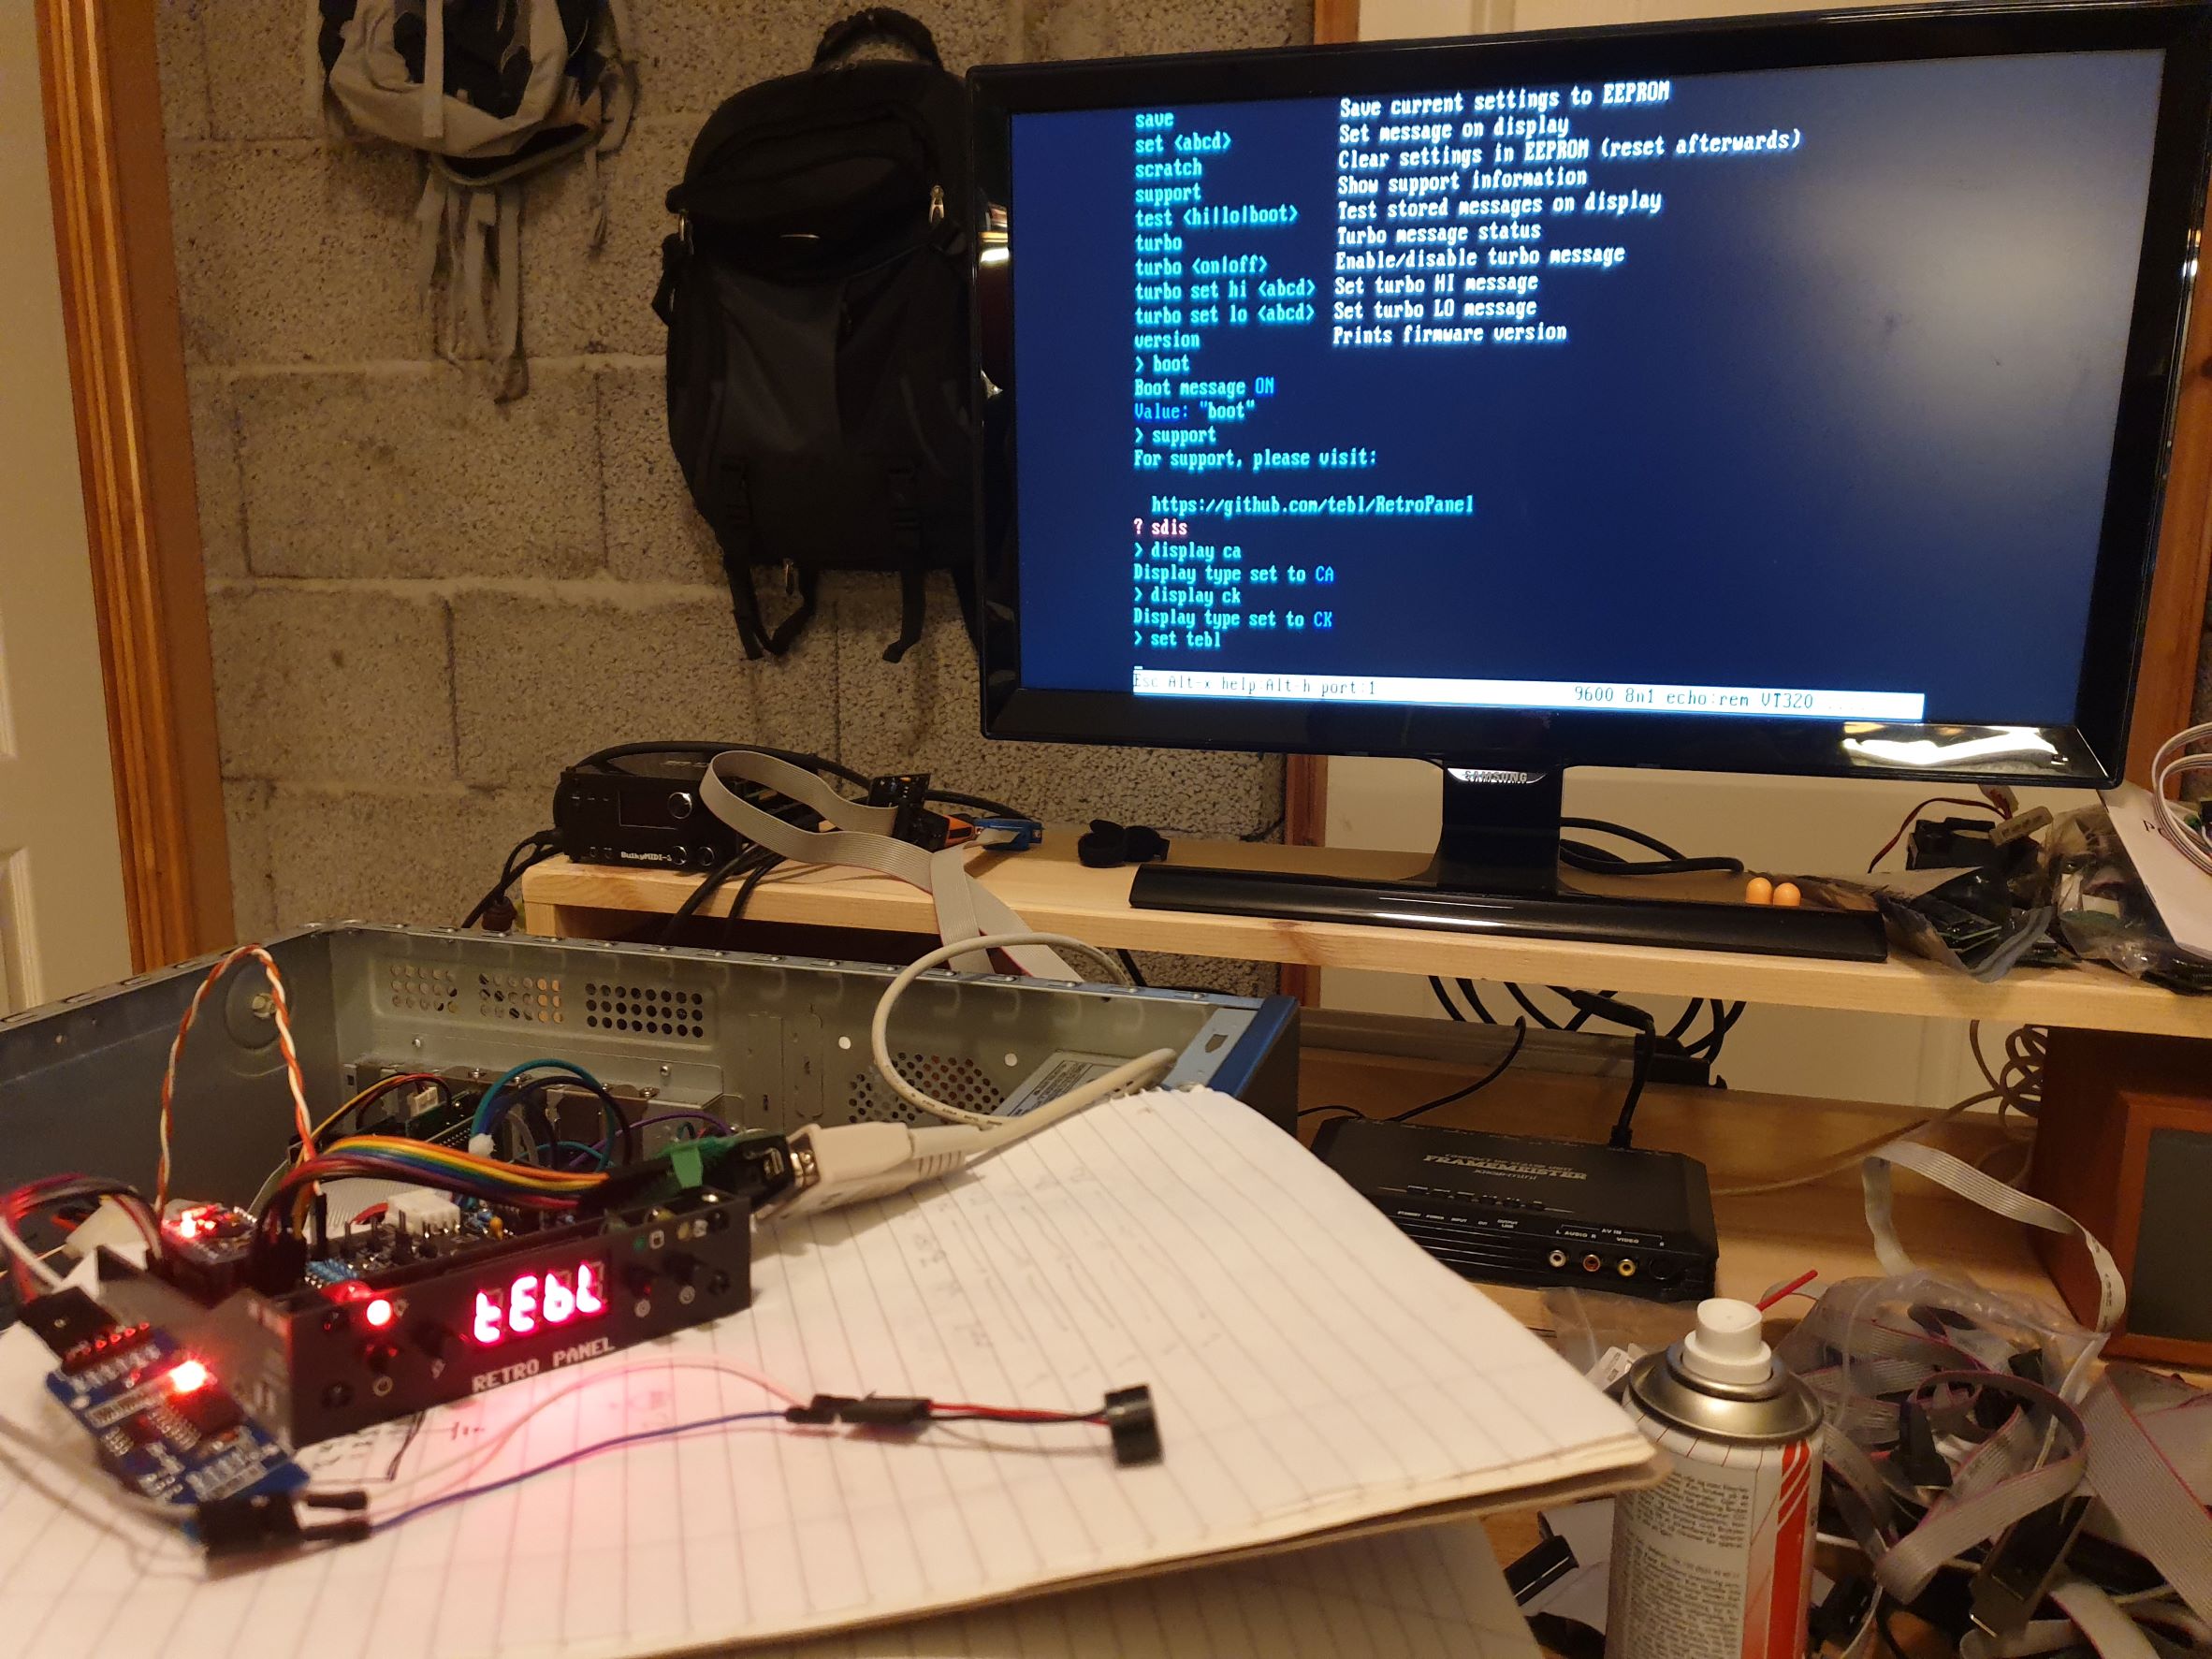 save Save current settings to EEPROM
set <abcd> Set message on display
scratch Clear settings in EEPROM (reset afterwards)
support Show support information
test <hi|lo|boot> Test stored messages on display
turbo Turbo message status
turbo <on|off> Enable/disable turbo message
turbo set hi <abcd> Set turbo HI message
turbo set lo <abcd> Set turbo LO message
version Prints firmware version
> boot
Boot message ON
Value: "boot"
> support
For support, please visit:
https://github.com/tebl/RetroPanel
? sdis
> display ca
Display type set to CA
> display ck
Display type set to CK
> set tebl
Esc:Alt-x help:Alt-h port:1 9600 8n1 echo:rem VT320
SAMSUNG
FRAMEMEISTER
L AUDIO R
AV IN
VIDEO
tEbL
RETRO PANEL